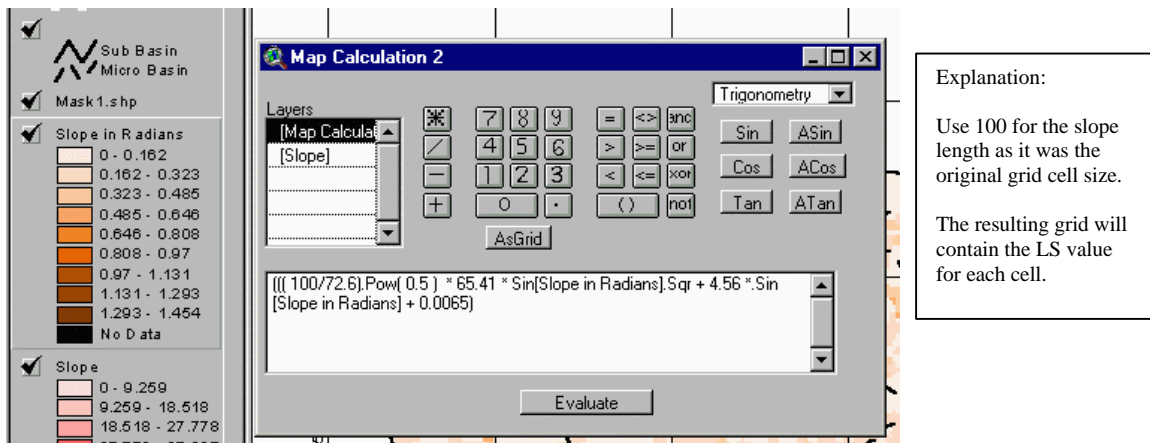 Sub Basin
Micro Basin
Mask1.shp
Slope in Radians
0 - 0.162
0.162 - 0.323
0.323 - 0.485
0.485 - 0.646
0.646 - 0.808
0.808 - 0.97
0.97 - 1.131
1.131 - 1.293
1.293 - 1.454
No Data
Slope
0 - 9.259
9.259 - 18.518
18.518 - 27.778
Map Calculation 2
Layers
[Map Calcula
[Slope]
* 7 8 9 = <> and
/ 4 5 6 > >= or
- 1 2 3 < <= xor
+ 0 . ( ) not
AsGrid
Trigonometry
Sin ASin
Cos ACos
Tan ATan
((( 100/72.6).Pow( 0.5 ) * 65.41 * Sin[Slope in Radians].Sqr + 4.56 *.Sin
[Slope in Radians] + 0.0065)
Evaluate
Explanation:
Use 100 for the slope
length as it was the
original grid cell size.
The resulting grid will
contain the LS value
for each cell.